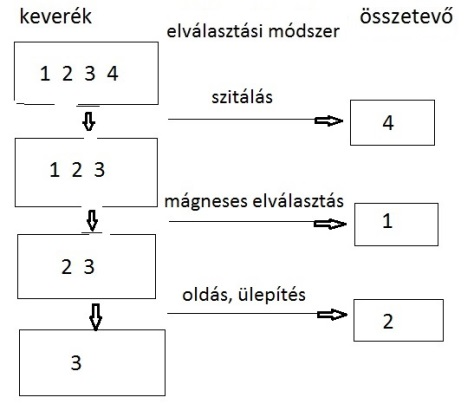 keverék
elválasztási módszer
összetevő
1 2 3 4
szitálás
4
1 2 3
mágneses elválasztás
1
2 3
oldás, ülepítés
2
3